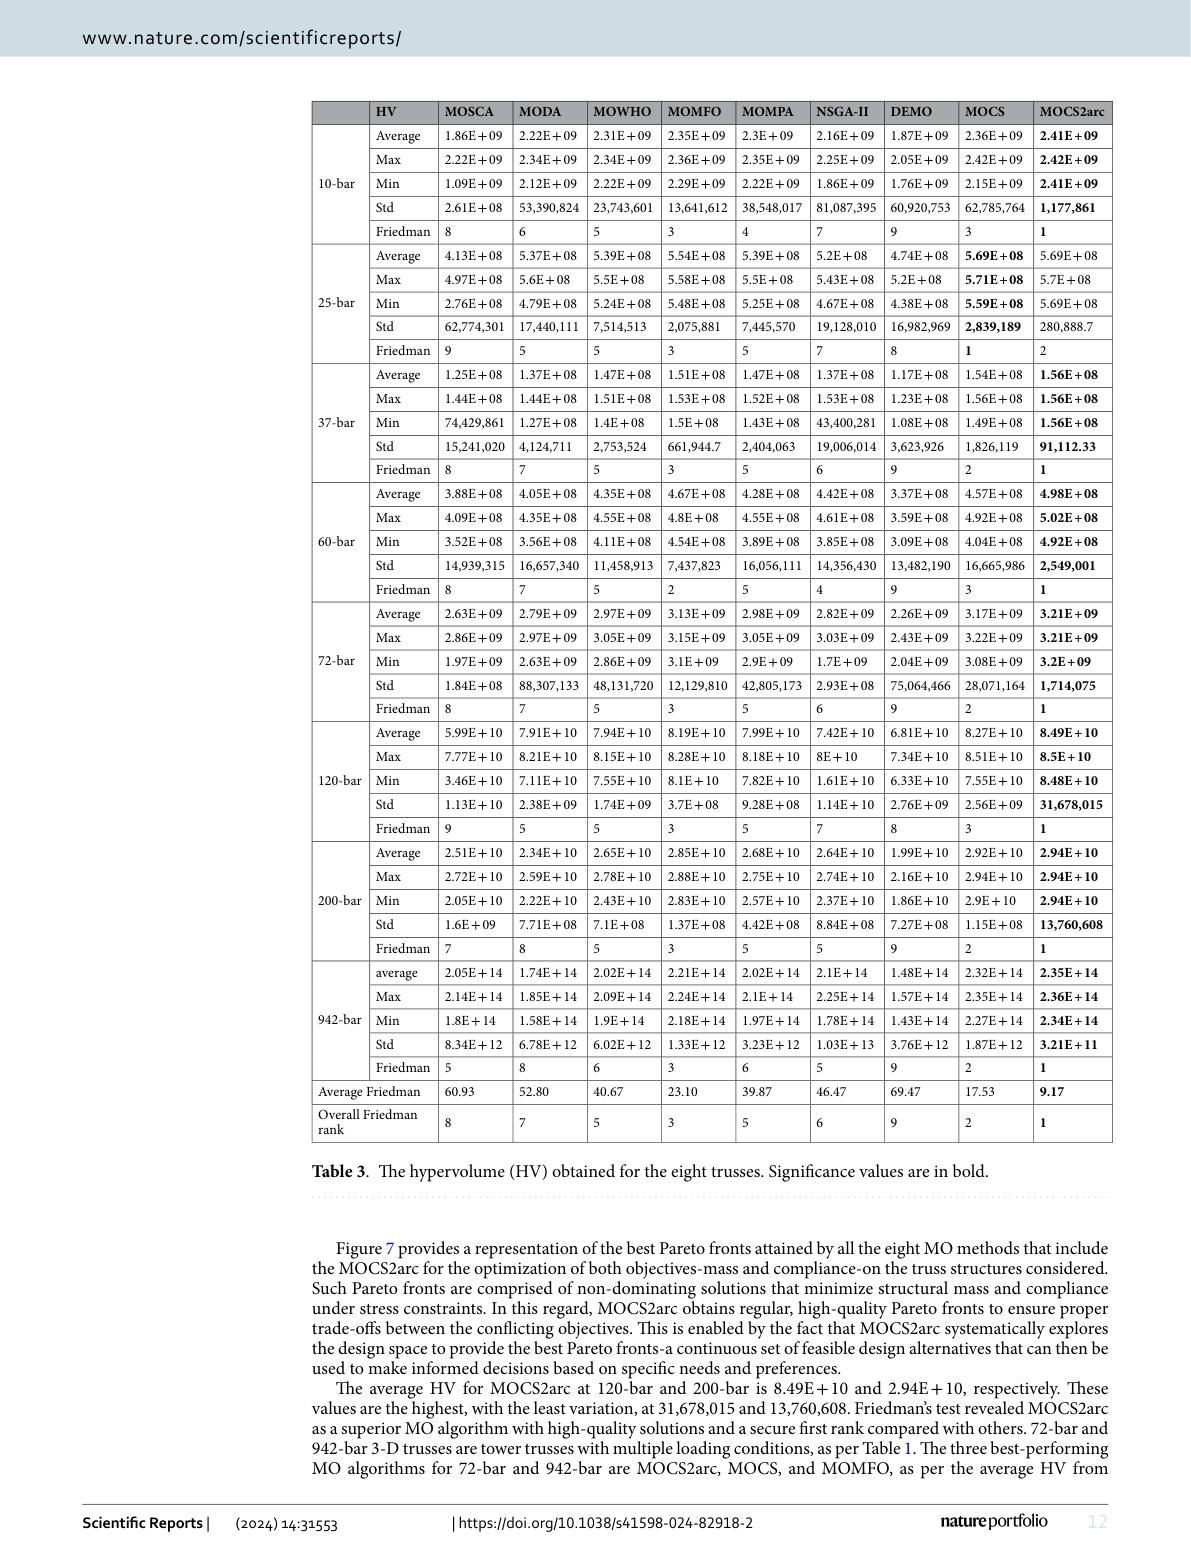 www.nature.com/scientificreports/
HV MOSCA MODA MOWHO MOMFO MOMPA NSGA-II DEMO MOCS MOCS2arc
10-bar
Average 1.86E+09 2.22E+09 2.31E+09 2.35E+09 2.3E+09 2.16E+09 1.87E+09 2.36E+09 2.41E+09
Max 2.22E+09 2.34E+09 2.34E+09 2.36E+09 2.35E+09 2.25E+09 2.05E+09 2.42E+09 2.42E+09
Min 1.09E+09 2.12E+09 2.22E+09 2.29E+09 2.22E+09 1.86E+09 1.76E+09 2.15E+09 2.41E+09
Std 2.61E+08 53,390,824 23,743,601 13,641,612 38,548,017 81,087,395 60,920,753 62,785,764 1,177,861
Friedman 8 6 5 3 4 7 9 3 1
25-bar
Average 4.13E+08 5.37E+08 5.39E+08 5.54E+08 5.39E+08 5.2E+08 4.74E+08 5.69E+08 5.69E+08
Max 4.97E+08 5.6E+08 5.5E+08 5.58E+08 5.5E+08 5.43E+08 5.2E+08 5.71E+08 5.7E+08
Min 2.76E+08 4.79E+08 5.24E+08 5.48E+08 5.25E+08 4.67E+08 4.38E+08 5.59E+08 5.69E+08
Std 62,774,301 17,440,111 7,514,513 2,075,881 7,445,570 19,128,010 16,982,969 2,839,189 280,888.7
Friedman 9 5 5 3 5 7 8 1 2
37-bar
Average 1.25E+08 1.37E+08 1.47E+08 1.51E+08 1.47E+08 1.37E+08 1.17E+08 1.54E+08 1.56E+08
Max 1.44E+08 1.44E+08 1.51E+08 1.53E+08 1.52E+08 1.53E+08 1.23E+08 1.56E+08 1.56E+08
Min 74,429,861 1.27E+08 1.4E+08 1.5E+08 1.43E+08 43,400,281 1.08E+08 1.49E+08 1.56E+08
Std 15,241,020 4,124,711 2,753,524 661,944.7 2,404,063 19,006,014 3,623,926 1,826,119 91,112.33
Friedman 8 7 5 3 5 6 9 2 1
60-bar
Average 3.88E+08 4.05E+08 4.35E+08 4.67E+08 4.28E+08 4.42E+08 3.37E+08 4.57E+08 4.98E+08
Max 4.09E+08 4.35E+08 4.55E+08 4.8E+08 4.55E+08 4.61E+08 3.59E+08 4.92E+08 5.02E+08
Min 3.52E+08 3.56E+08 4.11E+08 4.54E+08 3.89E+08 3.85E+08 3.09E+08 4.04E+08 4.92E+08
Std 14,939,315 16,657,340 11,458,913 7,437,823 16,056,111 14,356,430 13,482,190 16,665,986 2,549,001
Friedman 8 7 5 2 5 4 9 3 1
72-bar
Average 2.63E+09 2.79E+09 2.97E+09 3.13E+09 2.98E+09 2.82E+09 2.26E+09 3.17E+09 3.21E+09
Max 2.86E+09 2.97E+09 3.05E+09 3.15E+09 3.05E+09 3.03E+09 2.43E+09 3.22E+09 3.21E+09
Min 1.97E+09 2.63E+09 2.86E+09 3.1E+09 2.9E+09 1.7E+09 2.04E+09 3.08E+09 3.2E+09
Std 1.84E+08 88,307,133 48,131,720 12,129,810 42,805,173 2.93E+08 75,064,466 28,071,164 1,714,075
Friedman 8 7 5 3 5 6 9 2 1
120-bar
Average 5.99E+10 7.91E+10 7.94E+10 8.19E+10 7.99E+10 7.42E+10 6.81E+10 8.27E+10 8.49E+10
Max 7.77E+10 8.21E+10 8.15E+10 8.28E+10 8.18E+10 8E+10 7.34E+10 8.51E+10 8.5E+10
Min 3.46E+10 7.11E+10 7.55E+10 8.1E+10 7.82E+10 1.61E+10 6.33E+10 7.55E+10 8.48E+10
Std 1.13E+10 2.38E+09 1.74E+09 3.7E+08 9.28E+08 1.14E+10 2.76E+09 2.56E+09 31,678,015
Friedman 9 5 5 3 5 7 8 3 1
200-bar
Average 2.51E+10 2.34E+10 2.65E+10 2.85E+10 2.68E+10 2.64E+10 1.99E+10 2.92E+10 2.94E+10
Max 2.72E+10 2.59E+10 2.78E+10 2.88E+10 2.75E+10 2.74E+10 2.16E+10 2.94E+10 2.94E+10
Min 2.05E+10 2.22E+10 2.43E+10 2.83E+10 2.57E+10 2.37E+10 1.86E+10 2.9E+10 2.94E+10
Std 1.6E+09 7.71E+08 7.1E+08 1.37E+08 4.42E+08 8.84E+08 7.27E+08 1.15E+08 13,760,608
Friedman 7 8 5 3 5 5 9 2 1
942-bar
average 2.05E+14 1.74E+14 2.02E+14 2.21E+14 2.02E+14 2.1E+14 1.48E+14 2.32E+14 2.35E+14
Max 2.14E+14 1.85E+14 2.09E+14 2.24E+14 2.1E+14 2.25E+14 1.57E+14 2.35E+14 2.36E+14
Min 1.8E+14 1.58E+14 1.9E+14 2.18E+14 1.97E+14 1.78E+14 1.43E+14 2.27E+14 2.34E+14
Std 8.34E+12 6.78E+12 6.02E+12 1.33E+12 3.23E+12 1.03E+13 3.76E+12 1.87E+12 3.21E+11
Friedman 5 8 6 3 6 5 9 2 1
Average Friedman 60.93 52.80 40.67 23.10 39.87 46.47 69.47 17.53 9.17
Overall Friedman
rank 8 7 5 3 5 6 9 2 1
Table 3. The hypervolume (HV) obtained for the eight trusses. Significance values are in bold.
Figure 7 provides a representation of the best Pareto fronts attained by all the eight MO methods that include
the MOCS2arc for the optimization of both objectives-mass and compliance-on the truss structures considered.
Such Pareto fronts are comprised of non-dominating solutions that minimize structural mass and compliance
under stress constraints. In this regard, MOCS2arc obtains regular, high-quality Pareto fronts to ensure proper
trade-offs between the conflicting objectives. This is enabled by the fact that MOCS2arc systematically explores
the design space to provide the best Pareto fronts-a continuous set of feasible design alternatives that can then be
used to make informed decisions based on specific needs and preferences.
The average HV for MOCS2arc at 120-bar and 200-bar is 8.49E+10 and 2.94E+10, respectively. These
values are the highest, with the least variation, at 31,678,015 and 13,760,608. Friedman's test revealed MOCS2arc
as a superior MO algorithm with high-quality solutions and a secure first rank compared with others. 72-bar and
942-bar 3-D trusses are tower trusses with multiple loading conditions, as per Table 1. The three best-performing
MO algorithms for 72-bar and 942-bar are MOCS2arc, MOCS, and MOMFO, as per the average HV from
Scientific Reports | (2024) 14:31553 | https://doi.org/10.1038/s41598-024-82918-2 natureportfolio 12